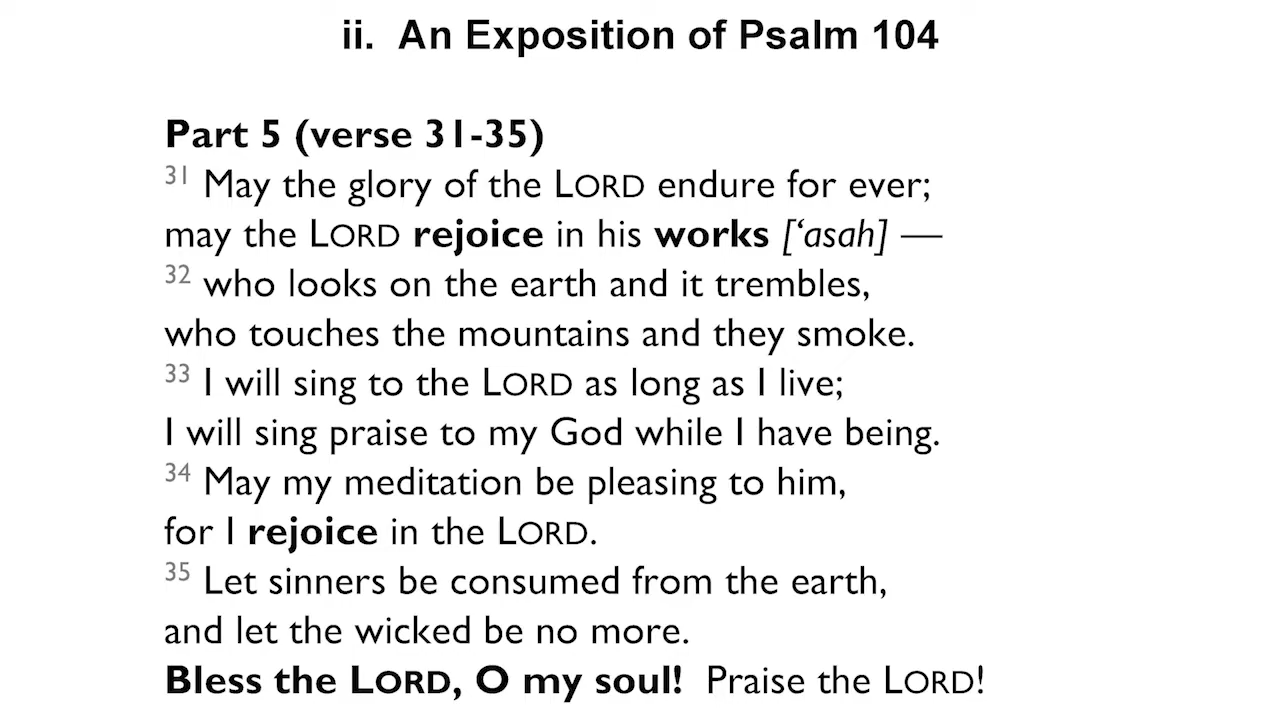 ii. An Exposition of Psalm 104
Part 5 (verse 31-35)
31 May the glory of the LORD endure for ever;
may the LORD rejoice in his works [‘asah] —
32 who looks on the earth and it trembles,
who touches the mountains and they smoke.
33 I will sing to the LORD as long as I live;
I will sing praise to my God while I have being.
34 May my meditation be pleasing to him,
for I rejoice in the LORD.
35 Let sinners be consumed from the earth,
and let the wicked be no more.
Bless the LORD, O my soul! Praise the LORD!